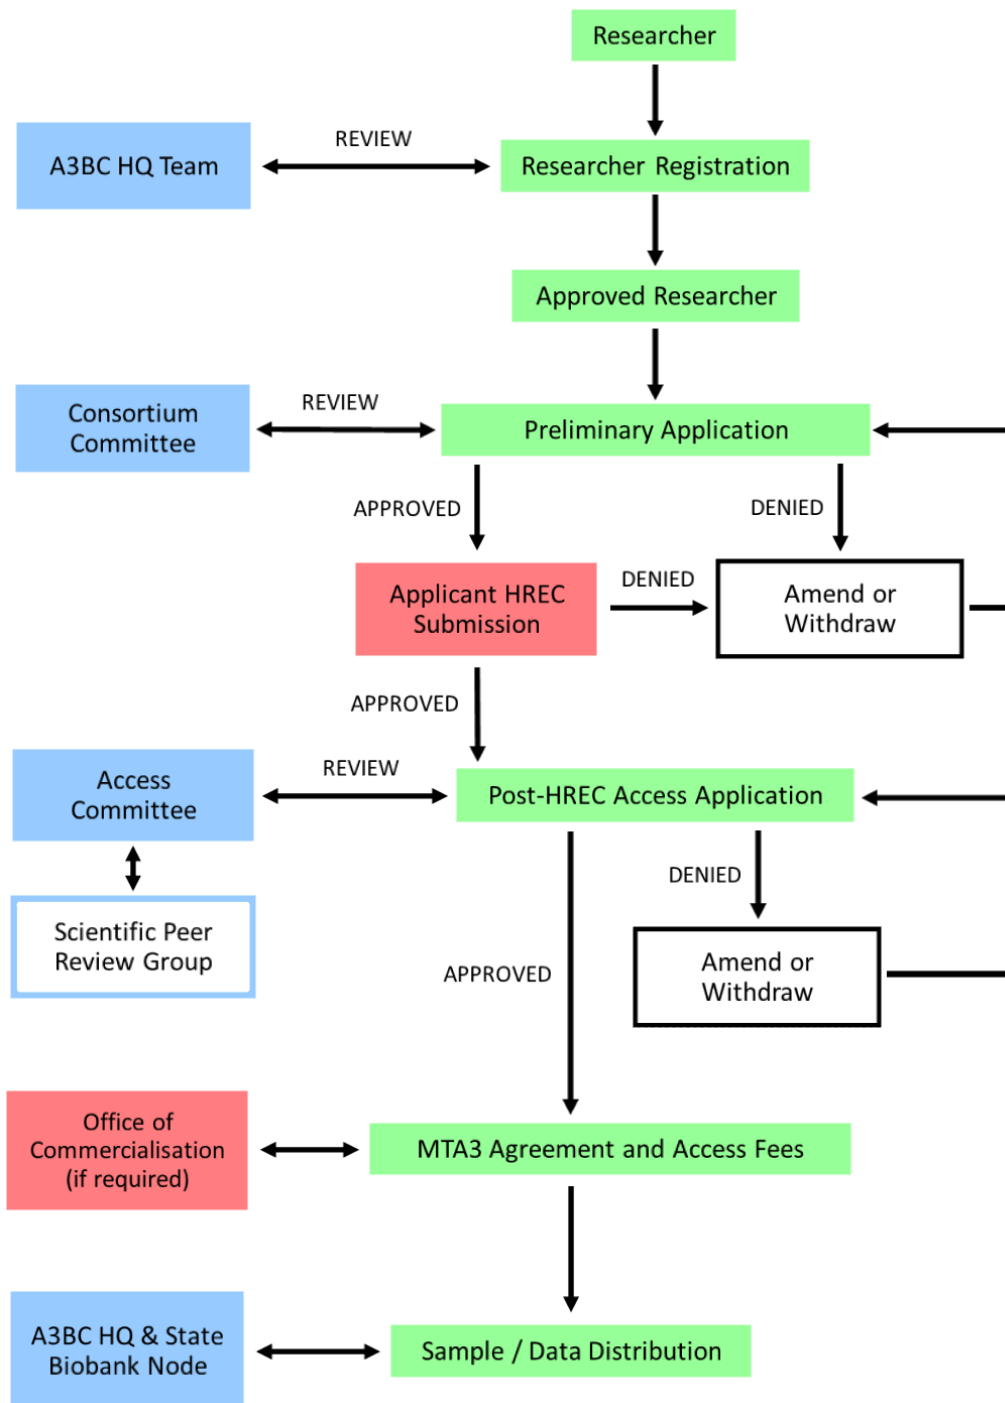 Researcher
REVIEW
A3BC HQ Team
Researcher Registration
Approved Researcher
REVIEW
Consortium
Committee
Preliminary Application
APPROVED
DENIED
Applicant HREC
Submission
DENIED
Amend or
Withdraw
APPROVED
REVIEW
Access
Committee
Post-HREC Access Application
DENIED
Scientific Peer
Review Group
APPROVED
Amend or
Withdraw
Office of
Commercialisation
(if required)
MTA3 Agreement and Access Fees
A3BC HQ & State
Biobank Node
Sample / Data Distribution